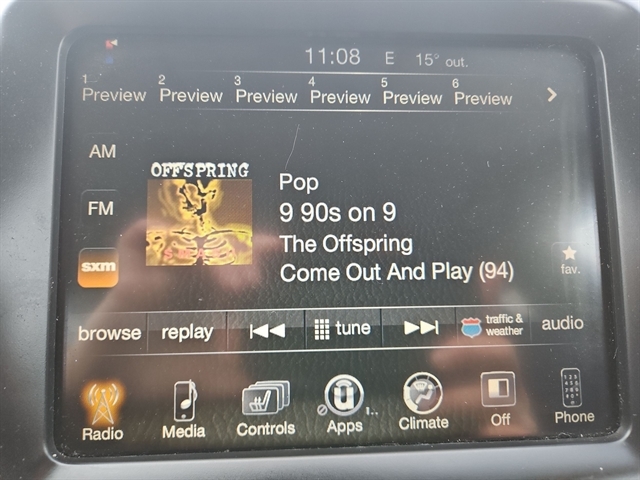 11:08 E 15° out.
1 2 3 4 5 6
Preview Preview Preview Preview Preview Preview
AM
OFFSPRING
Pop
FM
9 90s on 9
The Offspring
SMASH
sxm
Come Out And Play (94)
fav.
browse replay tune traffic & weather audio
Radio Media Controls Apps Climate Off Phone